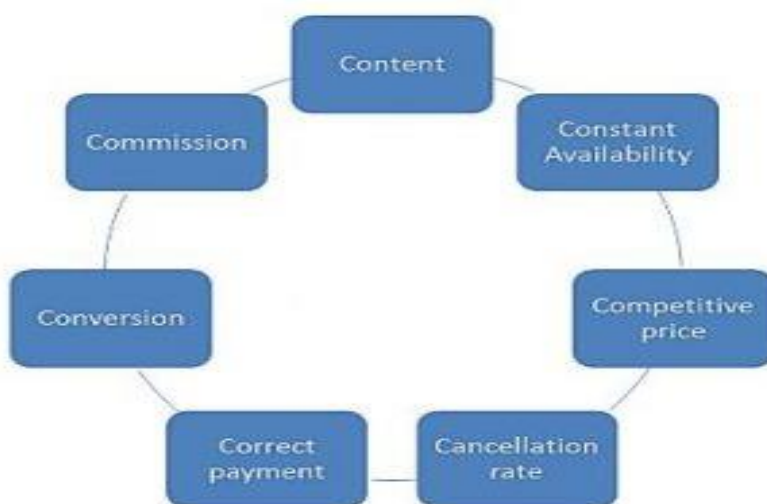 Content
Constant
Availability
Competitive
price
Cancellation
rate
Correct
payment
Conversion
Commission